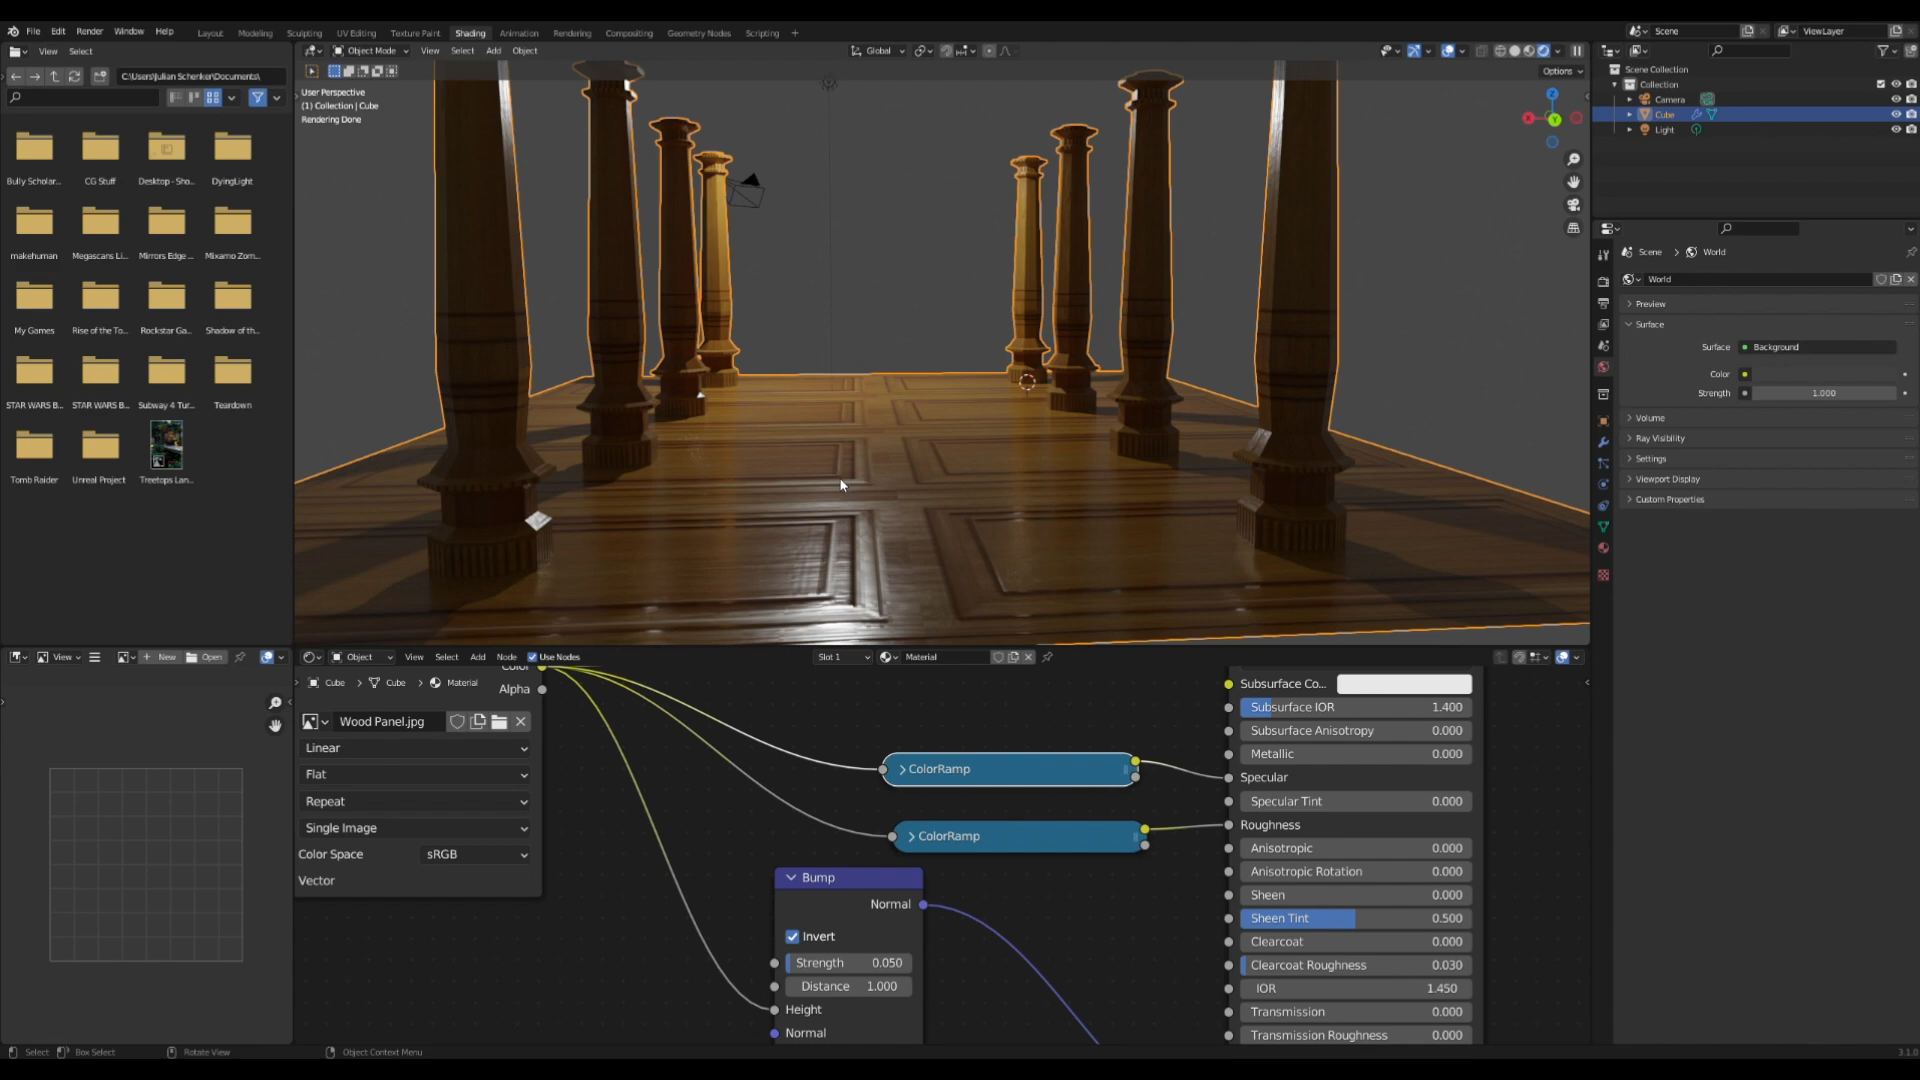 File Edit Render Window Help
Layout Modeling Sculpting UV Editing Texture Paint Shading Animation Rendering Compositing Geometry Nodes Scripting +
Scene
ViewLayer
View Select
Object Mode View Select Add Object
Global
Options
C:\Users\Julian Schenker\Documents\
User Perspective
(1) Collection | Cube
Rendering Done
Z
Y
Scene Collection
Collection
Camera
Cube
Light
Bully Scholar... CG Stuff Desktop - Sho... DyingLight
makehuman Megascans Li... Mirrors Edge ... Mixamo Zom...
My Games Rise of the To... Rockstar Ga... Shadow of th...
STAR WARS B... STAR WARS B... Subway 4 Tur... Teardown
Tomb Raider Unreal Project Treetops Lan...
Scene > World
World
Preview
Surface
Surface Background
Color
Strength 1.000
Volume
Ray Visibility
Settings
Viewport Display
Custom Properties
View New Open
Object View Select Add Node Use Nodes Slot 1 Material
Cube > Cube > Material
Color
Alpha
Wood Panel.jpg
Linear
Flat
Repeat
Single Image
Color Space sRGB
Vector
ColorRamp
ColorRamp
Bump
Normal
Invert
Strength 0.050
Distance 1.000
Height
Normal
Subsurface Co...
Subsurface IOR 1.400
Subsurface Anisotropy 0.000
Metallic 0.000
Specular
Specular Tint 0.000
Roughness
Anisotropic 0.000
Anisotropic Rotation 0.000
Sheen 0.000
Sheen Tint 0.500
Clearcoat 0.000
Clearcoat Roughness 0.030
IOR 1.450
Transmission 0.000
Transmission Roughness 0.000
Select Box Select Rotate View Object Context Menu
3.1.0